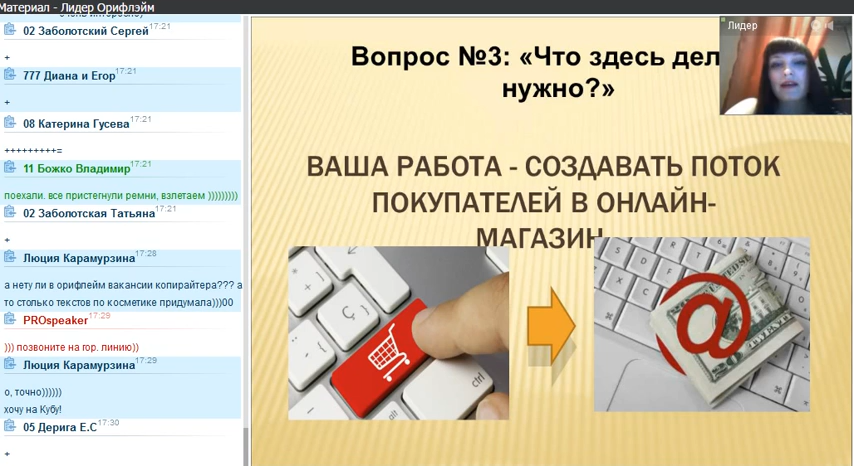 Материал - Лидер Орифлэйм
02 Заболотский Сергей 17:21
+
777 Диана и Егор 17:21
+
08 Катерина Гусева 17:21
+++++++++=
11 Божко Владимир 17:21
поехали. все пристегнули ремни, взлетаем )))))))))
02 Заболотская Татьяна 17:21
+
Люция Карамурзина 17:28
а нету ли в орифлейм вакансии копирайтера??? а
то столько текстов по косметике придумала)))00
PROspeaker 17:29
))) позвоните на гор. линию))
Люция Карамурзина 17:29
о, точно))))))
хочу на Кубу!
05 Дерига Е.С 17:30
+
Вопрос №3: «Что здесь дел
нужно?»
Лидер
ВАША РАБОТА - СОЗДАВАТЬ ПОТОК
ПОКУПАТЕЛЕЙ В ОНЛАЙН-
МАГАЗИН
alt
ctrl
@